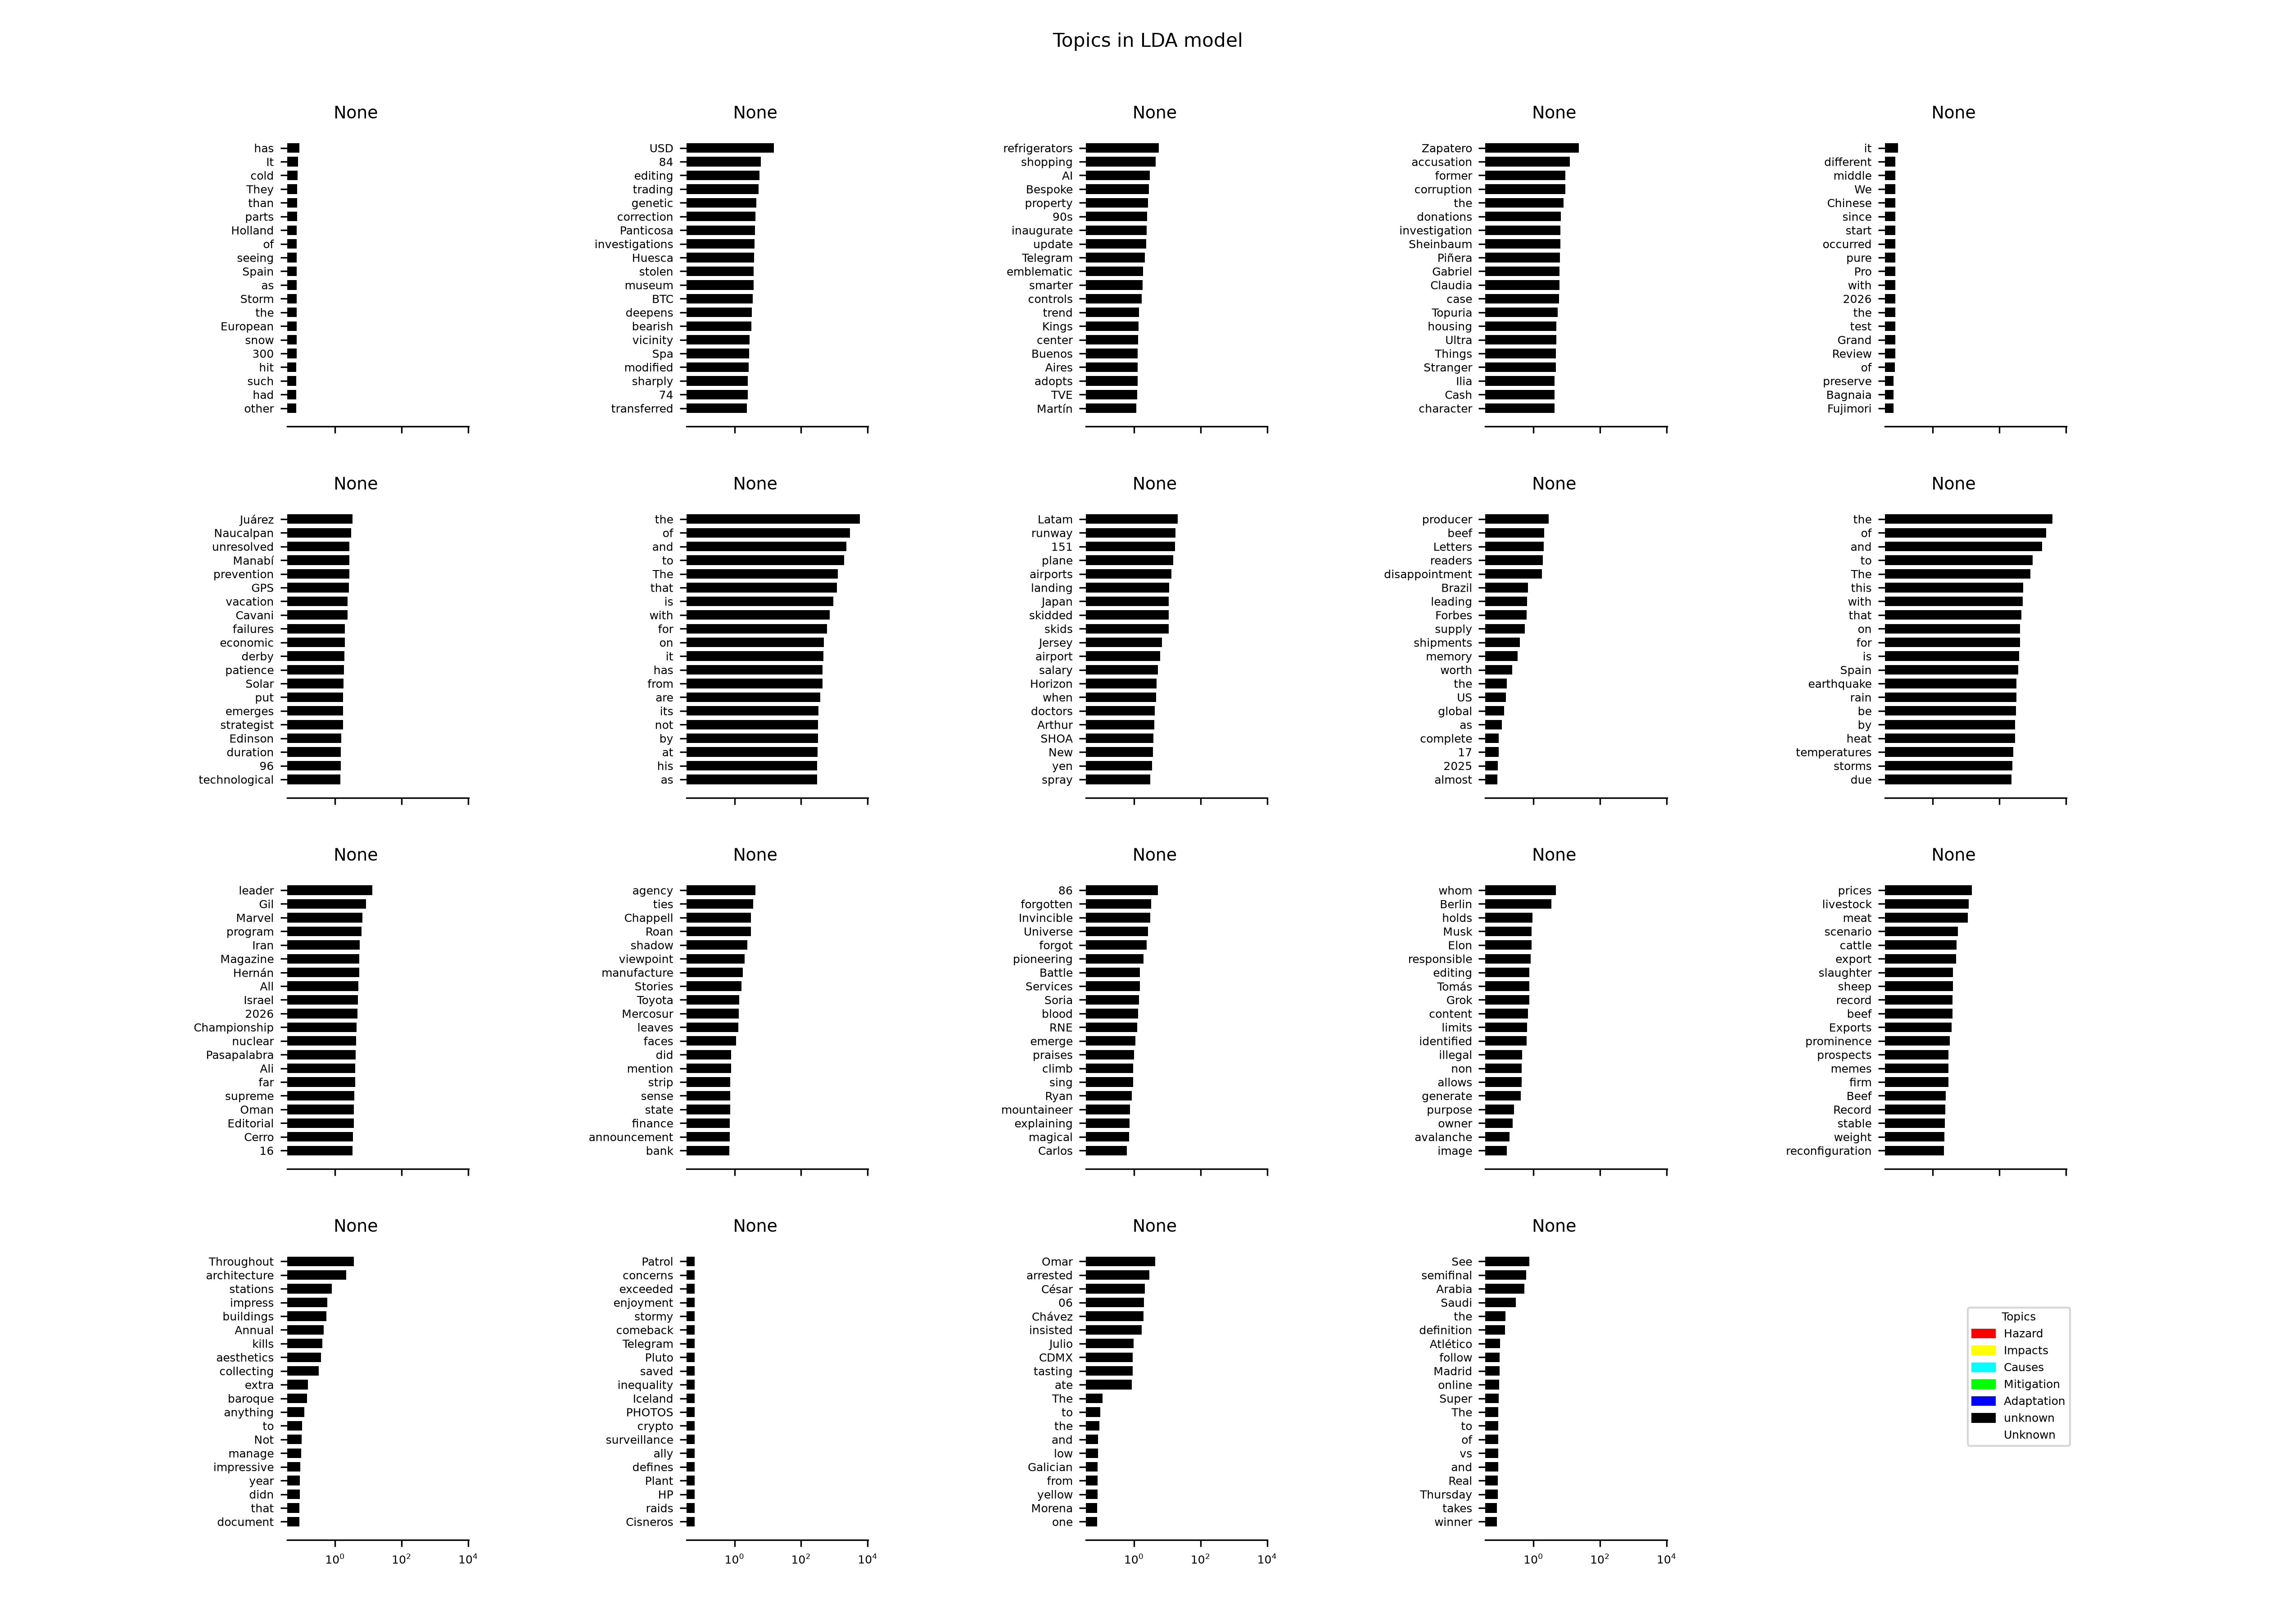 Topics in LDA model
None
has
It
cold
They
than
parts
Holland
of
seeing
Spain
as
Storm
the
European
snow
300
hit
such
had
other
None
USD
84
editing
trading
genetic
correction
Panticosa
investigations
Huesca
stolen
museum
BTC
deepens
bearish
vicinity
Spa
modified
sharply
74
transferred
None
refrigerators
shopping
AI
Bespoke
property
90s
inaugurate
update
Telegram
emblematic
smarter
controls
trend
Kings
center
Buenos
Aires
adopts
TVE
Martín
None
Zapatero
accusation
former
corruption
the
donations
investigation
Sheinbaum
Piñera
Gabriel
Claudia
case
Topuria
housing
Ultra
Things
Stranger
Ilia
Cash
character
None
it
different
middle
We
Chinese
since
start
occurred
pure
Pro
with
2026
the
test
Grand
Review
of
preserve
Bagnaia
Fujimori
None
Juárez
Naucalpan
unresolved
Manabí
prevention
GPS
vacation
Cavani
failures
economic
derby
patience
Solar
put
emerges
strategist
Edinson
duration
96
technological
None
the
of
and
to
The
that
is
with
for
on
it
has
from
are
its
not
by
at
his
as
None
Latam
runway
151
plane
airports
landing
Japan
skidded
skids
Jersey
airport
salary
Horizon
when
doctors
Arthur
SHOA
New
yen
spray
None
producer
beef
Letters
readers
disappointment
Brazil
leading
Forbes
supply
shipments
memory
worth
the
US
global
as
complete
17
2025
almost
None
the
of
and
to
The
this
with
that
on
for
is
Spain
earthquake
rain
be
by
heat
temperatures
storms
due
None
leader
Gil
Marvel
program
Iran
Magazine
Hernán
All
Israel
2026
Championship
nuclear
Pasapalabra
Ali
far
supreme
Oman
Editorial
Cerro
16
None
agency
ties
Chappell
Roan
shadow
viewpoint
manufacture
Stories
Toyota
Mercosur
leaves
faces
did
mention
strip
sense
state
finance
announcement
bank
None
86
forgotten
Invincible
Universe
forgot
pioneering
Battle
Services
Soria
blood
RNE
emerge
praises
climb
sing
Ryan
mountaineer
explaining
magical
Carlos
None
whom
Berlin
holds
Musk
Elon
responsible
editing
Tomás
Grok
content
limits
identified
illegal
non
allows
generate
purpose
owner
avalanche
image
None
prices
livestock
meat
scenario
cattle
export
slaughter
sheep
record
beef
Exports
prominence
prospects
memes
firm
Beef
Record
stable
weight
reconfiguration
None
Throughout
architecture
stations
impress
buildings
Annual
kills
aesthetics
collecting
extra
baroque
anything
to
Not
manage
impressive
year
didn
that
document
10⁰ 10² 10⁴
None
Patrol
concerns
exceeded
enjoyment
stormy
comeback
Telegram
Pluto
saved
inequality
Iceland
PHOTOS
crypto
surveillance
ally
defines
Plant
HP
raids
Cisneros
10⁰ 10² 10⁴
None
Omar
arrested
César
06
Chávez
insisted
Julio
CDMX
tasting
ate
The
to
the
and
low
Galician
from
yellow
Morena
one
10⁰ 10² 10⁴
None
See
semifinal
Arabia
Saudi
the
definition
Atlético
follow
Madrid
online
Super
The
to
of
vs
and
Real
Thursday
takes
winner
10⁰ 10² 10⁴
Topics
Hazard
Impacts
Causes
Mitigation
Adaptation
unknown
Unknown